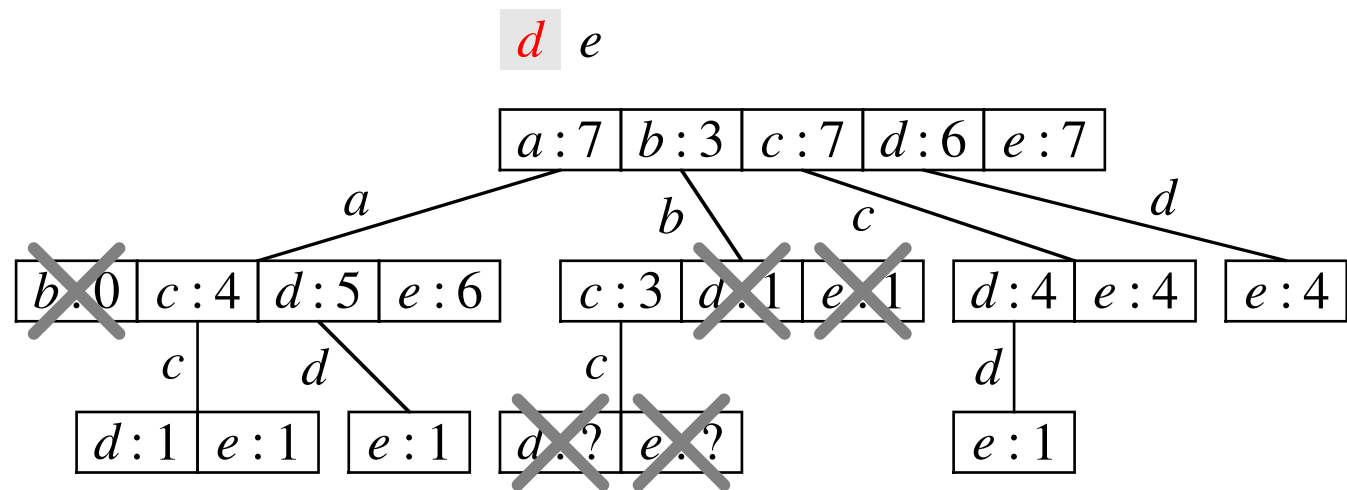 d e
a : 7 b : 3 c : 7 d : 6 e : 7
a b c d
b : 0 c : 4 d : 5 e : 6 c : 3 d : 1 e : 1 d : 4 e : 4 e : 4
c d c d
d : 1 e : 1 e : 1 d : ? e : ? e : 1